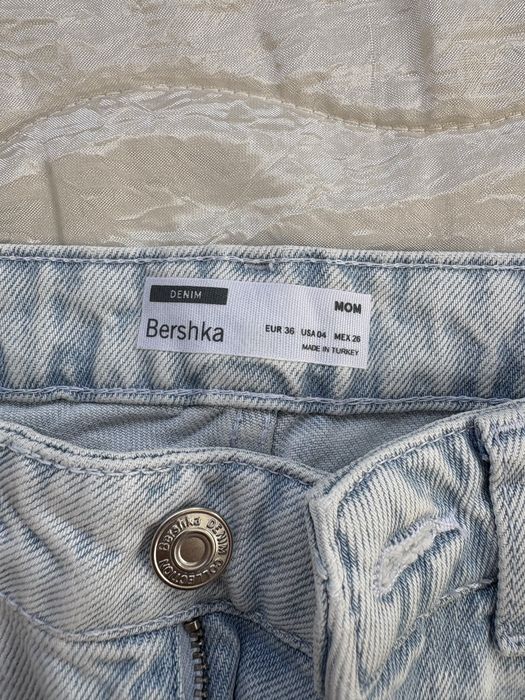 DENIM
MOM
Bershka
EUR 36 USA 04 MEX 26
MADE IN TURKEY
Bershka DENIM COLLECTION